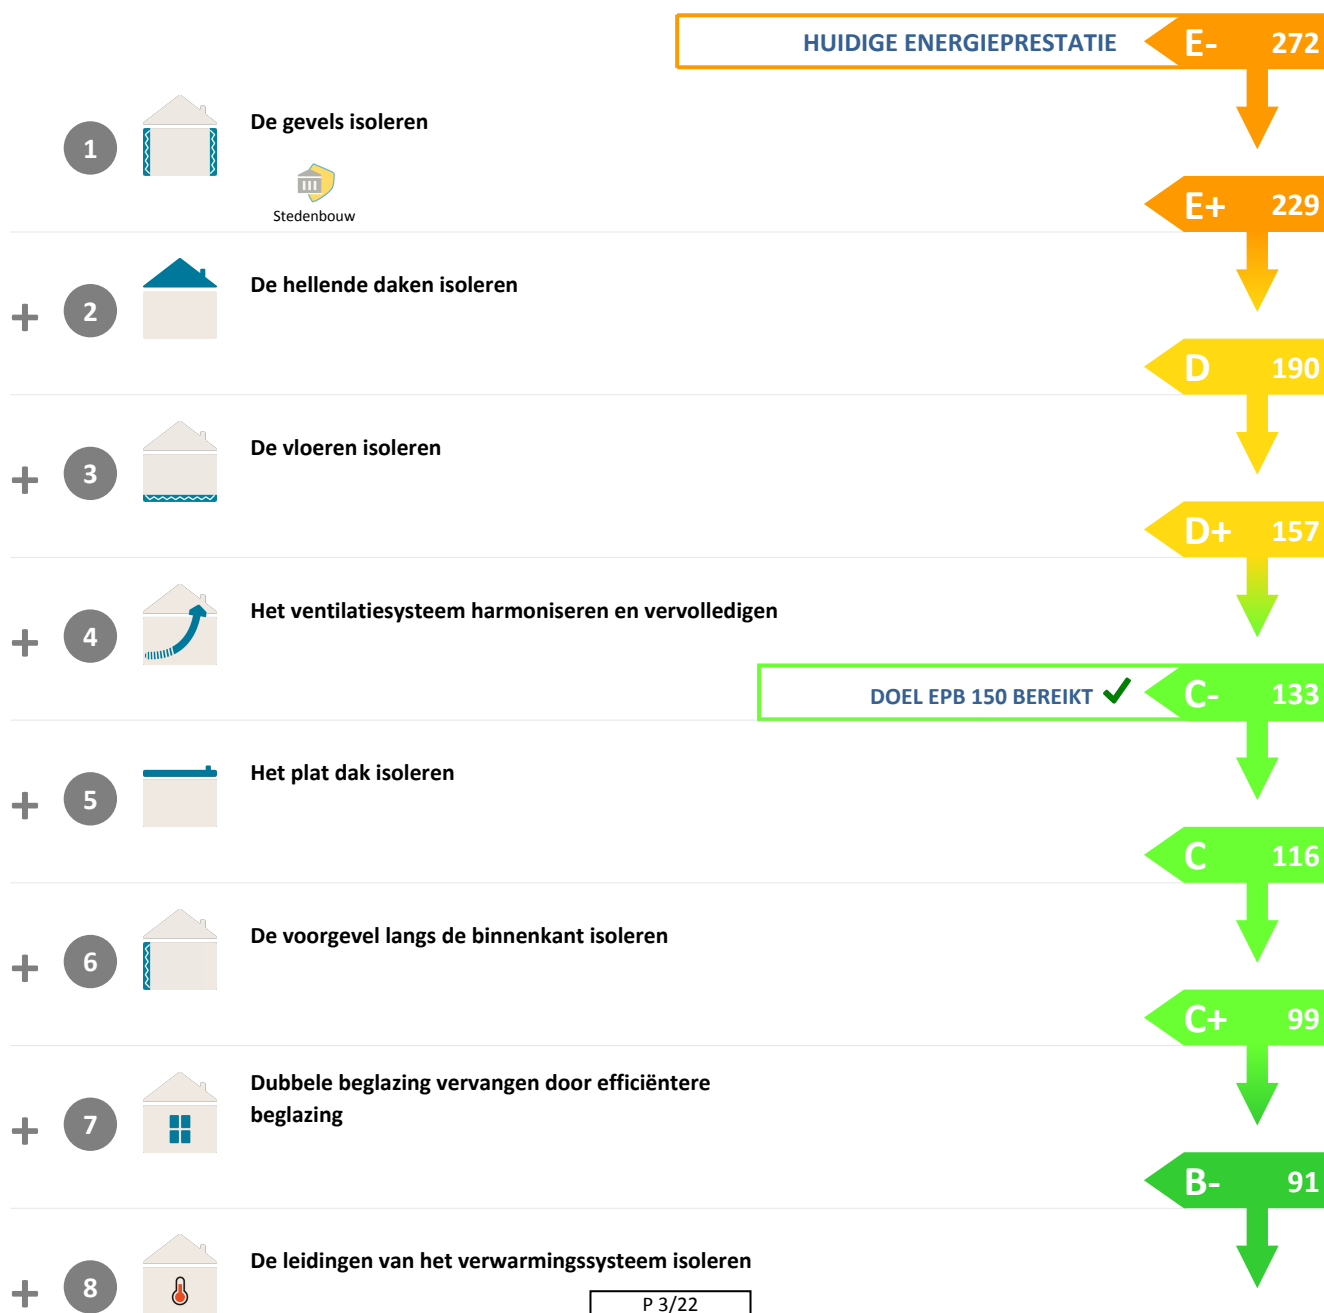 HUIDIGE ENERGIEPRESTATIE E- 272
1 De gevels isoleren
Stedenbouw
E+ 229
+ 2 De hellende daken isoleren
D 190
+ 3 De vloeren isoleren
D+ 157
+ 4 Het ventilatiesysteem harmoniseren en vervolledigen
DOEL EPB 150 BEREIKT ✔ C- 133
+ 5 Het plat dak isoleren
C 116
+ 6 De voorgevel langs de binnenkant isoleren
C+ 99
+ 7 Dubbele beglazing vervangen door efficiëntere
beglazing
B- 91
+ 8 De leidingen van het verwarmingssysteem isoleren
P 3/22